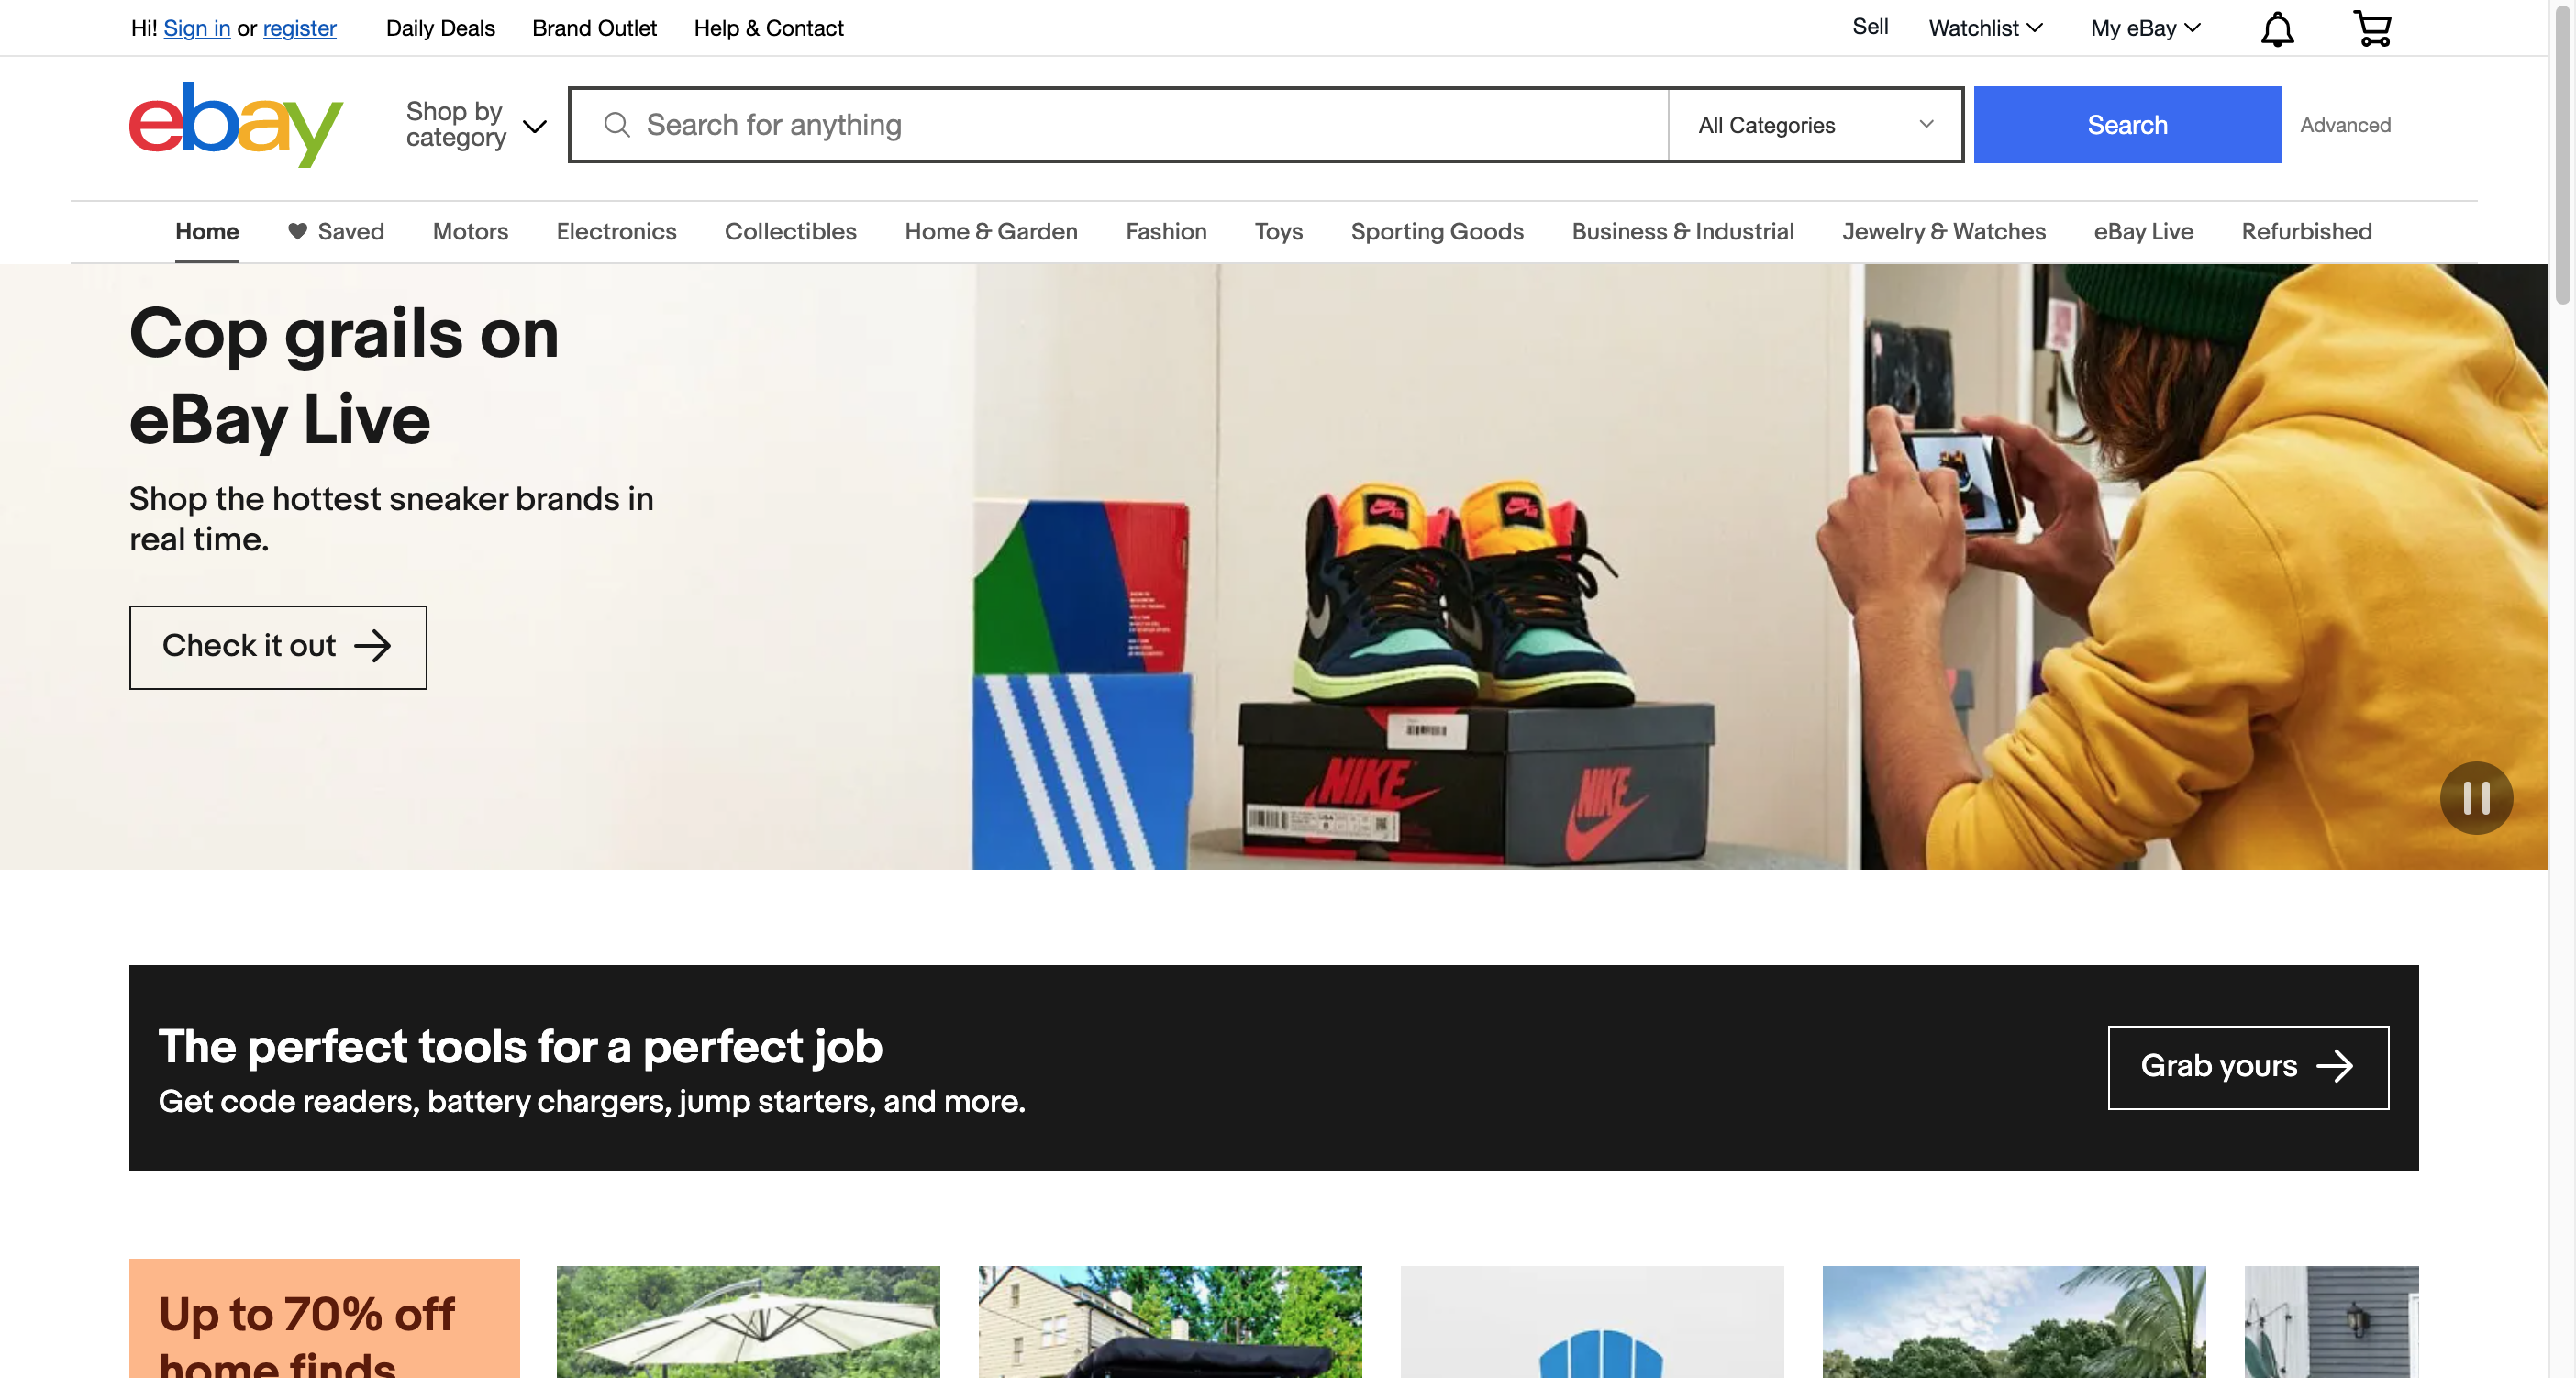 Hi! Sign in or register
Daily Deals
Brand Outlet
Help & Contact
Sell
Watchlist
My eBay
ebay
Shop by
category
Search for anything
All Categories
Search
Advanced
Home
Saved
Motors
Electronics
Collectibles
Home & Garden
Fashion
Toys
Sporting Goods
Business & Industrial
Jewelry & Watches
eBay Live
Refurbished
Cop grails on
eBay Live
Shop the hottest sneaker brands in
real time.
Check it out
NIKE
NIKE
The perfect tools for a perfect job
Get code readers, battery chargers, jump starters, and more.
Grab yours
Up to 70% off
home finds